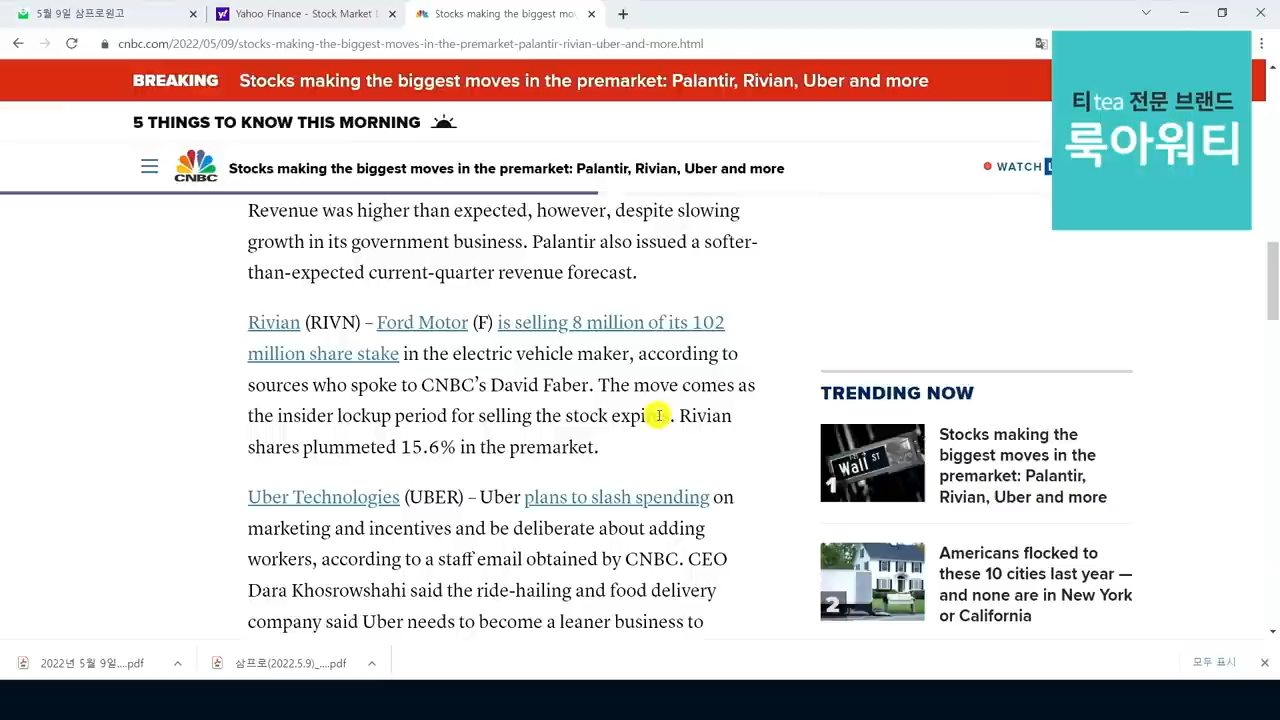 5월 9일 삼프로원고
Yahoo Finance - Stock Market L
Stocks making the biggest mo
cnbc.com/2022/05/09/stocks-making-the-biggest-moves-in-the-premarket-palantir-rivian-uber-and-more.html
BREAKING Stocks making the biggest moves in the premarket: Palantir, Rivian, Uber and more
5 THINGS TO KNOW THIS MORNING
티tea 전문 브랜드
룩아워티
CNBC
Stocks making the biggest moves in the premarket: Palantir, Rivian, Uber and more
WATCH
Revenue was higher than expected, however, despite slowing
growth in its government business. Palantir also issued a softer-
than-expected current-quarter revenue forecast.
Rivian (RIVN) – Ford Motor (F) is selling 8 million of its 102
million share stake in the electric vehicle maker, according to
sources who spoke to CNBC’s David Faber. The move comes as
the insider lockup period for selling the stock expires. Rivian
shares plummeted 15.6% in the premarket.
Uber Technologies (UBER) – Uber plans to slash spending on
marketing and incentives and be deliberate about adding
workers, according to a staff email obtained by CNBC. CEO
Dara Khosrowshahi said the ride-hailing and food delivery
company said Uber needs to become a leaner business to
TRENDING NOW
WALL ST
1
Stocks making the
biggest moves in the
premarket: Palantir,
Rivian, Uber and more
2
Americans flocked to
these 10 cities last year —
and none are in New York
or California
2022년 5월 9일....pdf
삼프로(2022.5.9)_....pdf
모두 표시